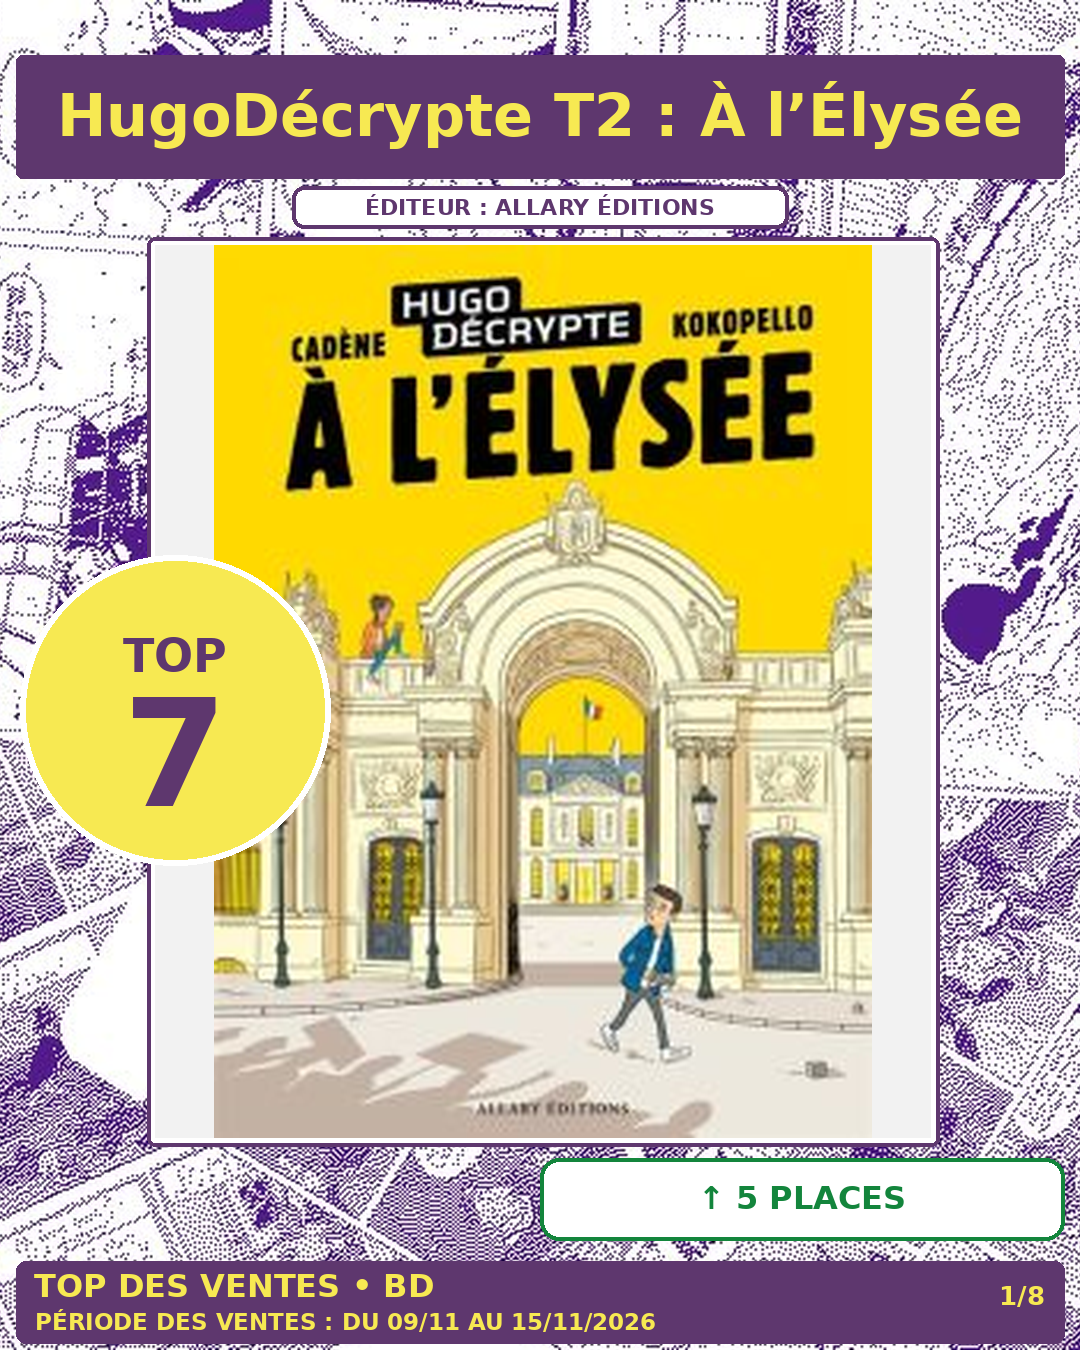 HugoDécrypte T2 : À l’Élysée
ÉDITEUR : ALLARY ÉDITIONS
HUGO
DÉCRYPTE
CADÈNE
KOKOPELLO
À L’ÉLYSÉE
TOP
7
ALLARY ÉDITIONS
↑ 5 PLACES
TOP DES VENTES • BD
1/8
PÉRIODE DES VENTES : DU 09/11 AU 15/11/2026